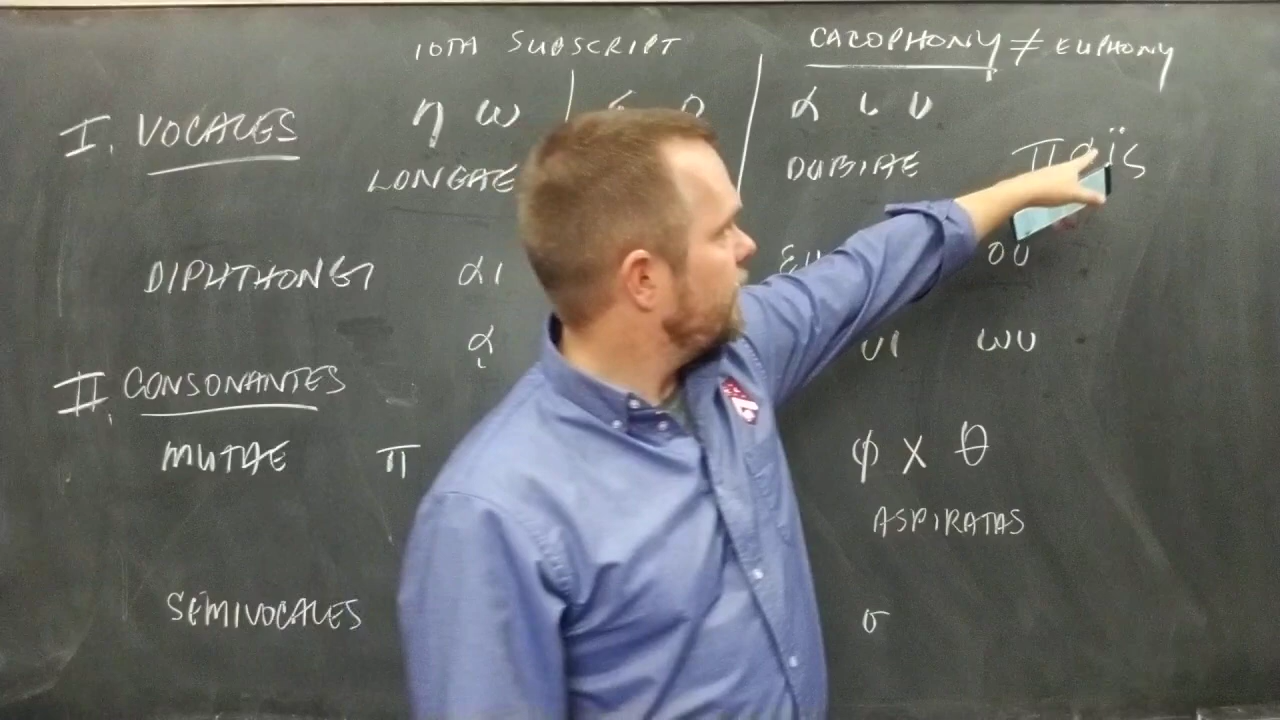 IOTA SUBSCRIPT CACOPHONY ≠ EUPHONY
I. VOCALES η ω | ε ο | α ι υ
LONGAE DUBIAE παϊς
DIPHTHONGI αι ευ ου
ᾳ υι ωυ
II. CONSONANTES
MUTAE π φ χ θ
ASPIRATAS
SEMIVOCALES σ